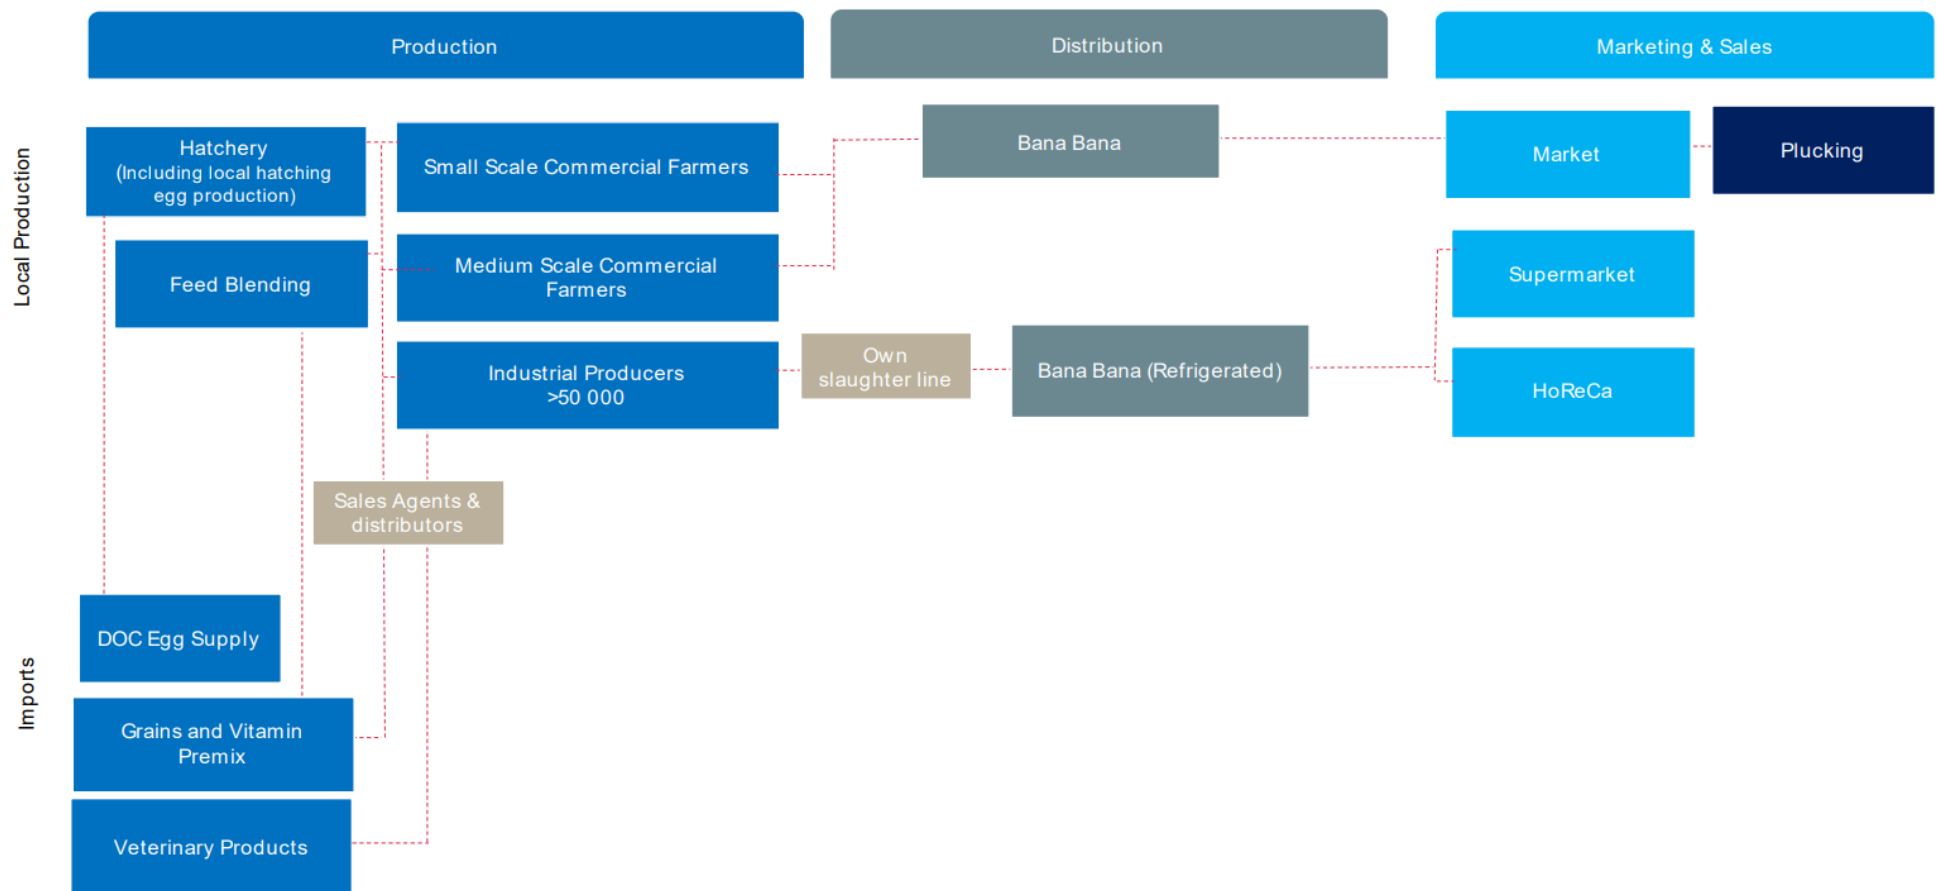 Production
Distribution
Marketing & Sales
Local Production
Hatchery
(Including local hatching
egg production)
Small Scale Commercial Farmers
Bana Bana
Market
Plucking
Feed Blending
Medium Scale Commercial
Farmers
Supermarket
Industrial Producers
>50 000
Own
slaughter line
Bana Bana (Refrigerated)
HoReCa
Sales Agents &
distributors
Imports
DOC Egg Supply
Grains and Vitamin
Premix
Veterinary Products